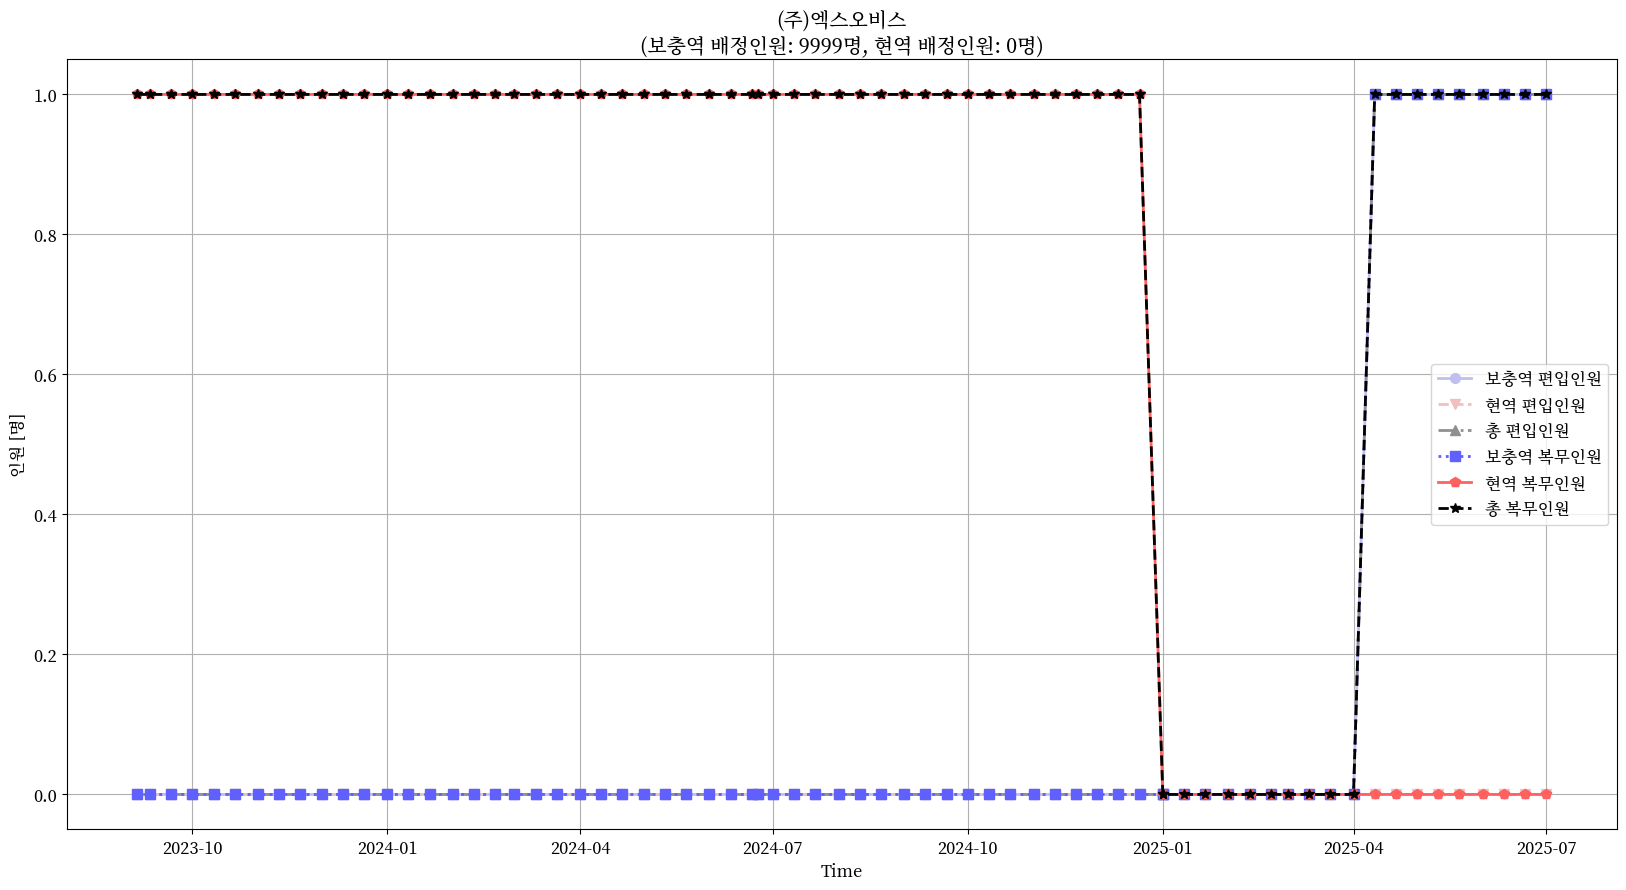 (주)엑스오비스
(보충역 배정인원: 9999명, 현역 배정인원: 0명)
인원 [명]
1.0
0.8
0.6
0.4
0.2
0.0
보충역 편입인원
현역 편입인원
총 편입인원
보충역 복무인원
현역 복무인원
총 복무인원
2023-10
2024-01
2024-04
2024-07
2024-10
2025-01
2025-04
2025-07
Time